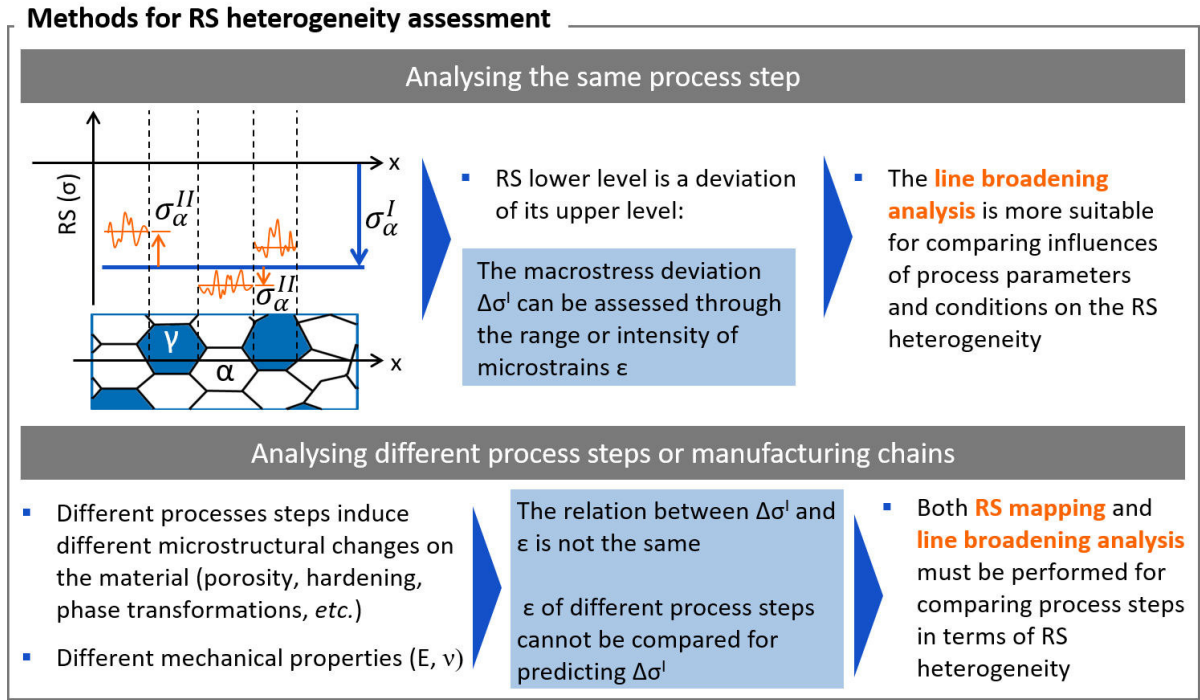 Methods for RS heterogeneity assessment
Analysing the same process step
RS (σ)
x
σ_α^II
σ_α^I
σ_α^II
γ
α
x
▪ RS lower level is a deviation
of its upper level:
The macrostress deviation
Δσᴵ can be assessed through
the range or intensity of
microstrains ε
▪ The line broadening
analysis is more suitable
for comparing influences
of process parameters
and conditions on the RS
heterogeneity
Analysing different process steps or manufacturing chains
▪ Different processes steps induce
different microstructural changes on
the material (porosity, hardening,
phase transformations, etc.)
▪ Different mechanical properties (E, ν)
The relation between Δσᴵ and
ε is not the same
ε of different process steps
cannot be compared for
predicting Δσᴵ
▪ Both RS mapping and
line broadening analysis
must be performed for
comparing process steps
in terms of RS
heterogeneity